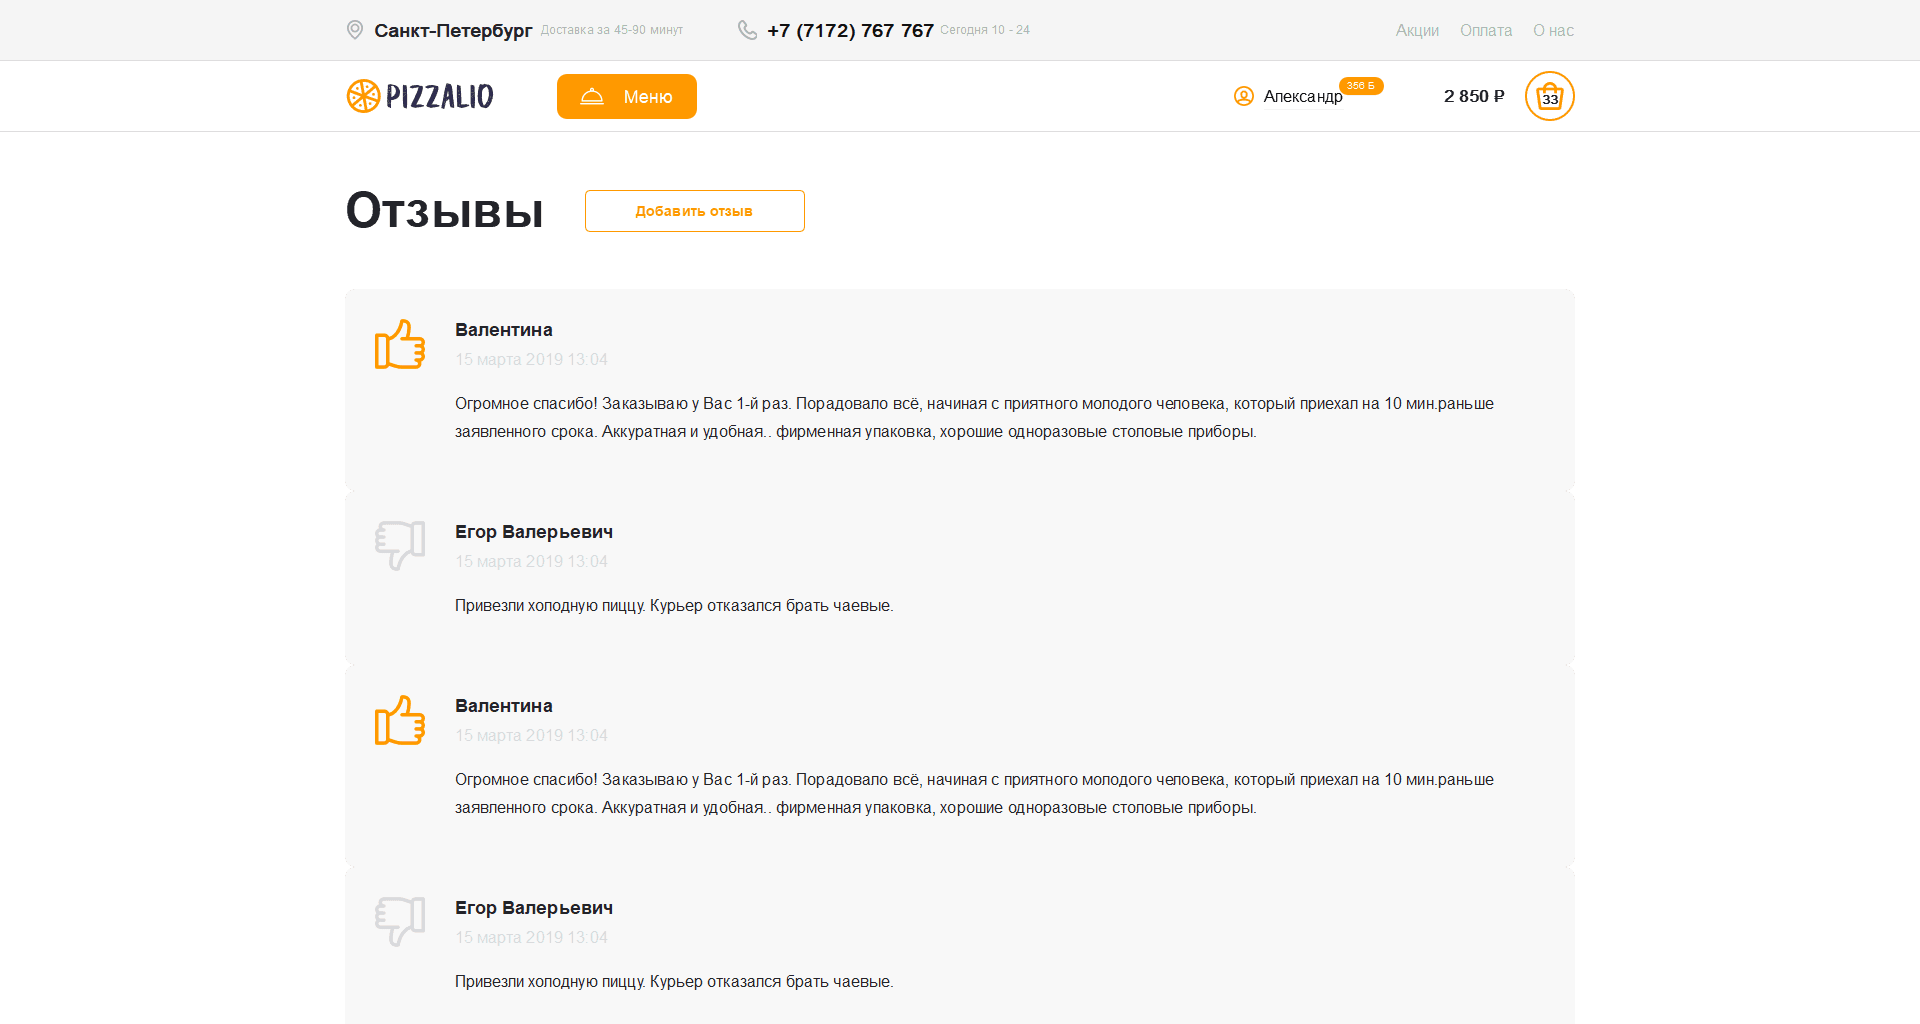 Санкт-Петербург Доставка за 45-90 минут +7 (7172) 767 767 Сегодня 10 - 24 Акции Оплата О нас
PIZZALIO Меню Александр 356 Б 2 850 ₽ 33
Отзывы Добавить отзыв
Валентина
15 марта 2019 13:04
Огромное спасибо! Заказываю у Вас 1-й раз. Порадовало всё, начиная с приятного молодого человека, который приехал на 10 мин.раньше
заявленного срока. Аккуратная и удобная.. фирменная упаковка, хорошие одноразовые столовые приборы.
Егор Валерьевич
15 марта 2019 13:04
Привезли холодную пиццу. Курьер отказался брать чаевые.
Валентина
15 марта 2019 13:04
Огромное спасибо! Заказываю у Вас 1-й раз. Порадовало всё, начиная с приятного молодого человека, который приехал на 10 мин.раньше
заявленного срока. Аккуратная и удобная.. фирменная упаковка, хорошие одноразовые столовые приборы.
Егор Валерьевич
15 марта 2019 13:04
Привезли холодную пиццу. Курьер отказался брать чаевые.